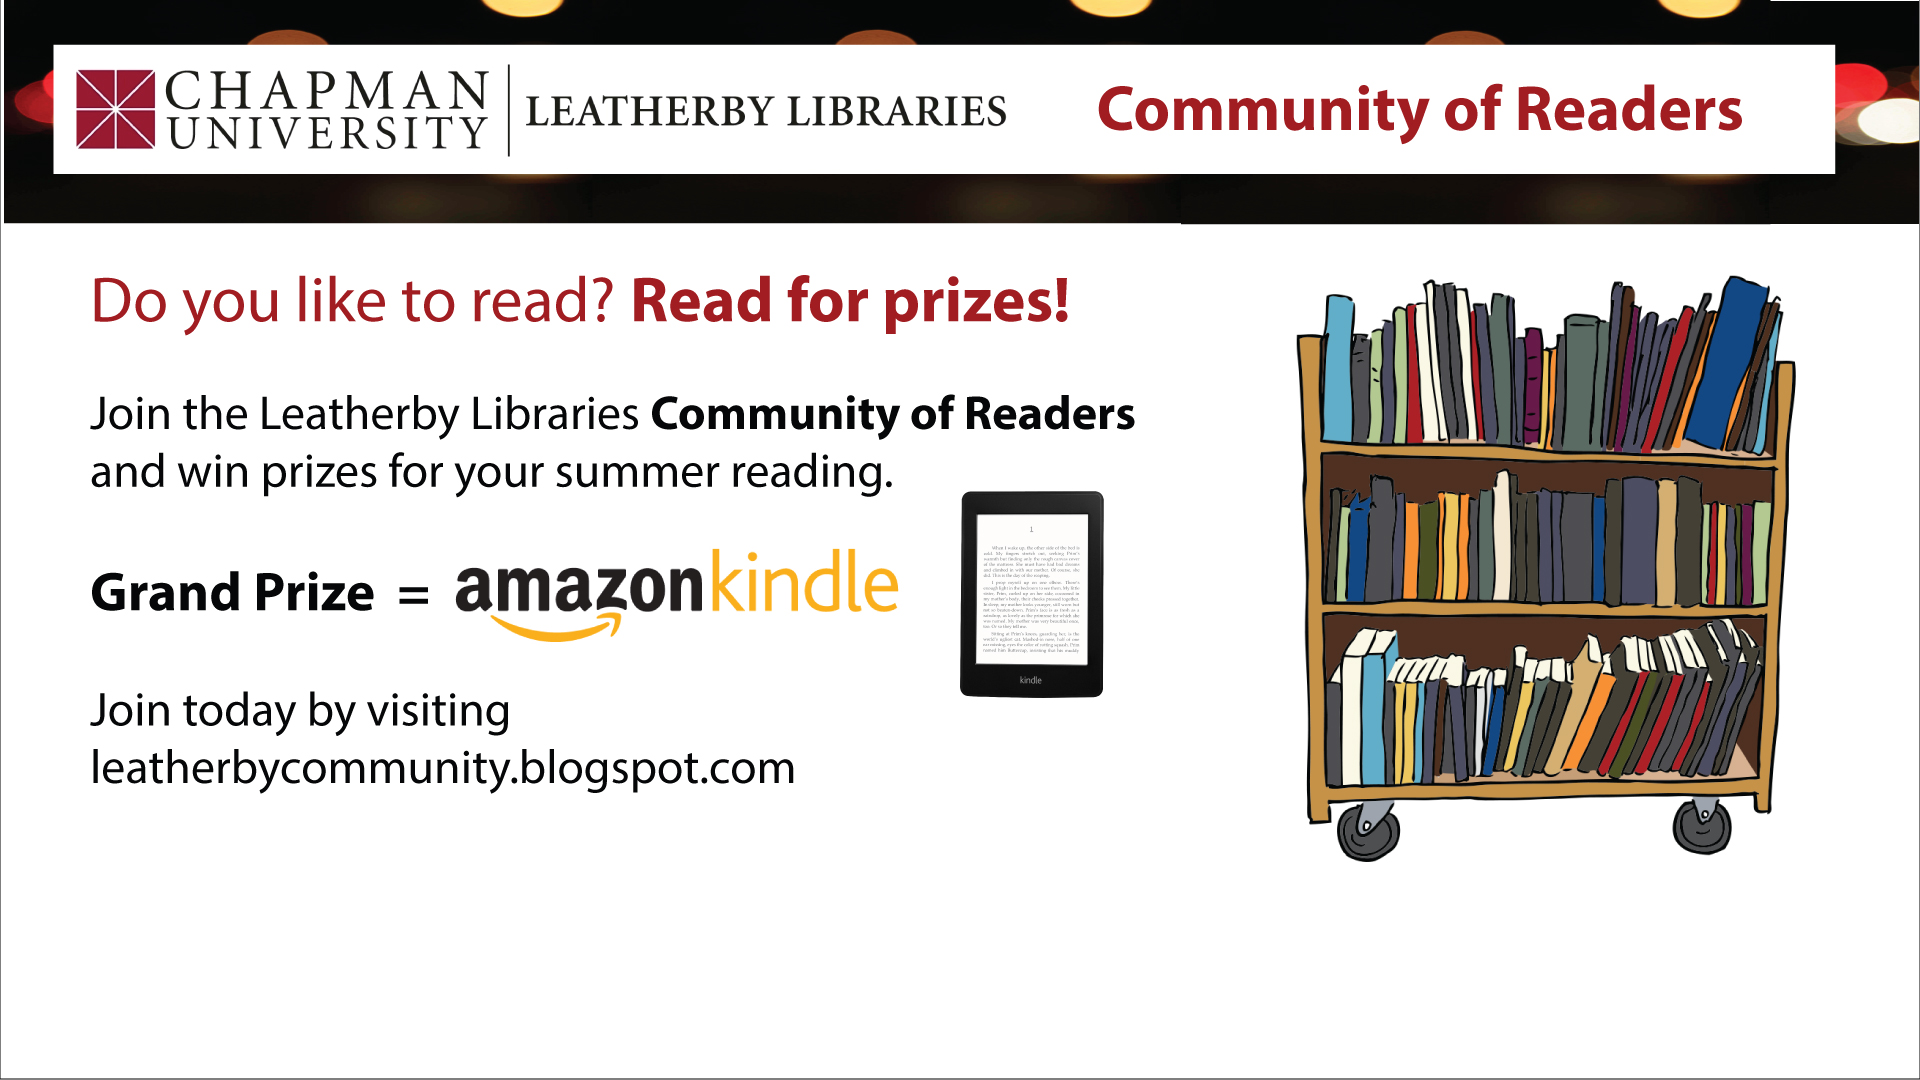 CHAPMAN
UNIVERSITY
LEATHERBY LIBRARIES
Community of Readers
Do you like to read? Read for prizes!
Join the Leatherby Libraries Community of Readers
and win prizes for your summer reading.
Grand Prize = amazonkindle
1
kindle
Join today by visiting
leatherbycommunity.blogspot.com